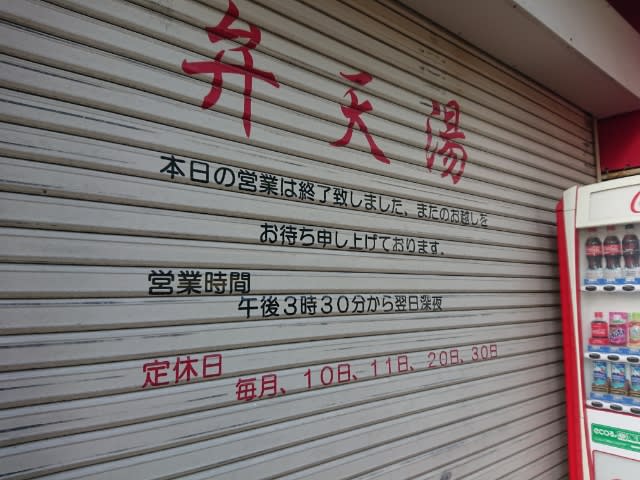 弁天湯
本日の営業は終了致しました。またのお越しを
お待ち申し上げております。
営業時間
午後3時30分から翌日深夜
定休日
毎月、10日、11日、20日、30日